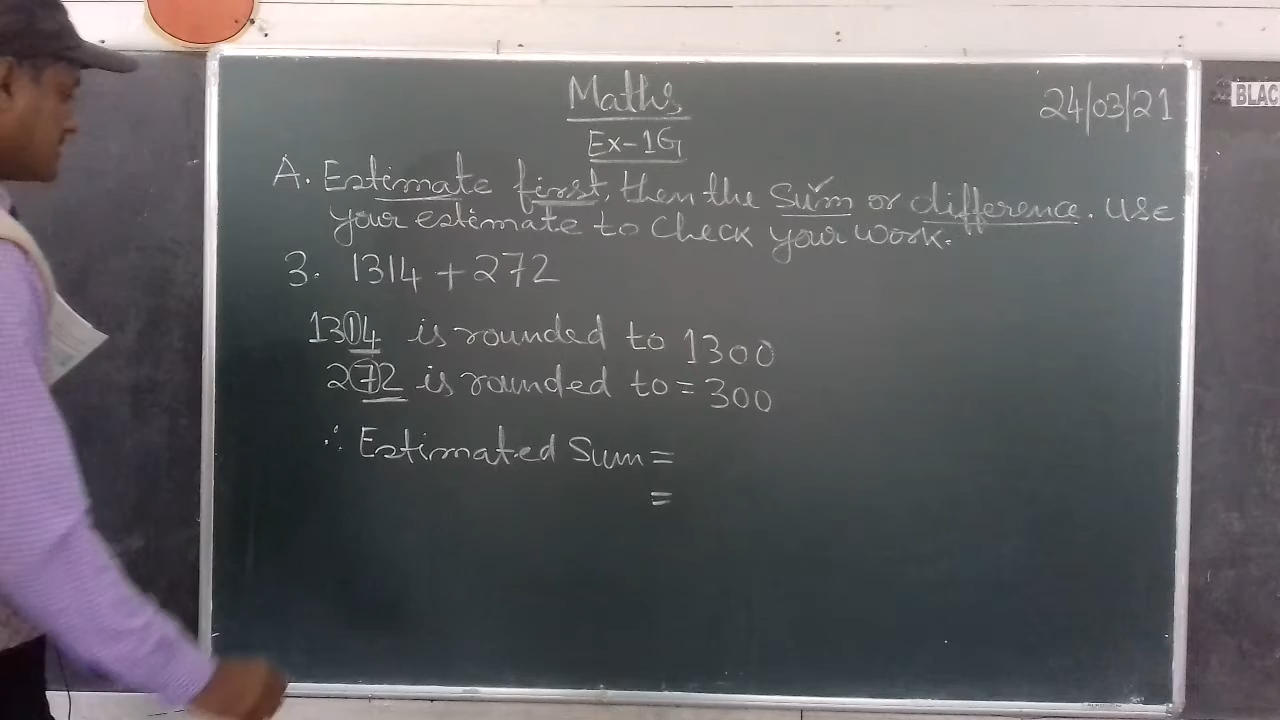 Maths
24/03/21
Ex-1G
A. Estimate first, then the sum or difference. Use
your estimate to Check your work.
3. 1314 + 272
1314 is rounded to 1300
272 is rounded to = 300
∴ Estimated Sum =
=
BLAC